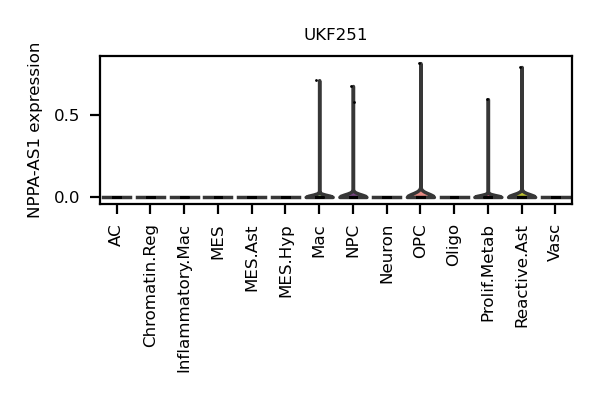 UKF251
NPPA-AS1 expression
0.5
0.0
AC
Chromatin.Reg
Inflammatory.Mac
MES
MES.Ast
MES.Hyp
Mac
NPC
Neuron
OPC
Oligo
Prolif.Metab
Reactive.Ast
Vasc